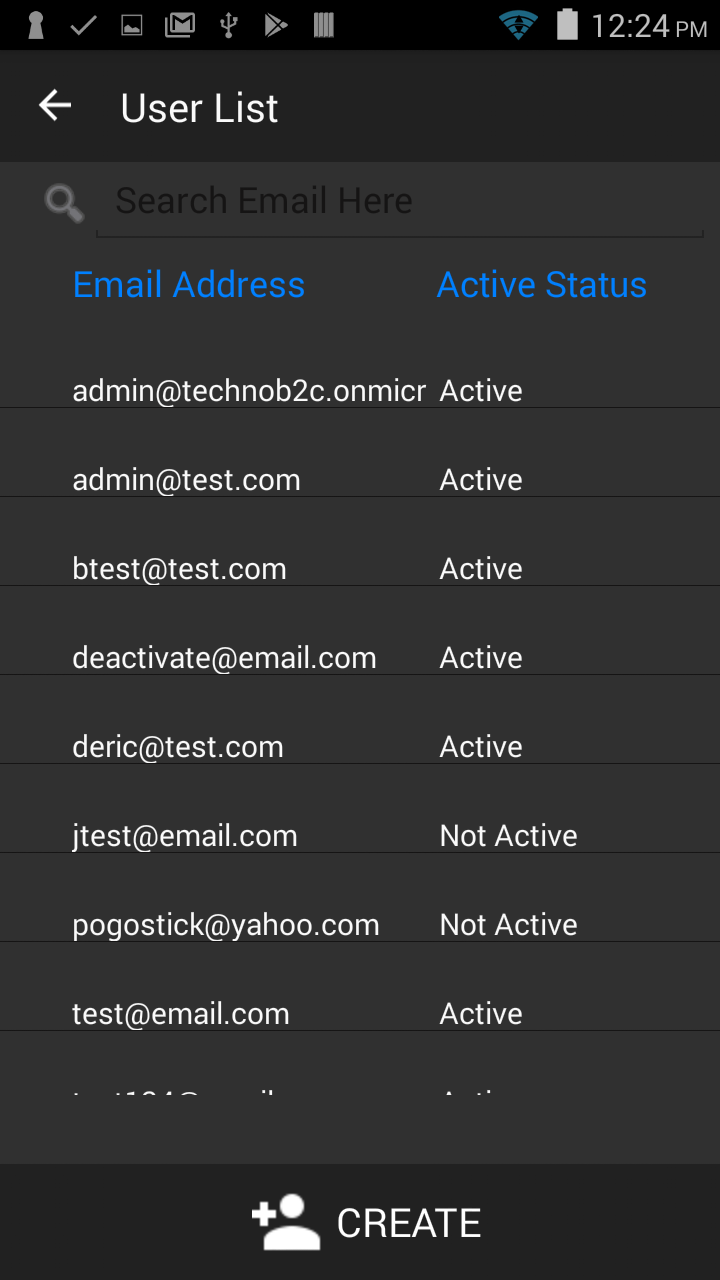 12:24 PM
User List
Search Email Here
Email Address Active Status
admin@technob2c.onmicr Active
admin@test.com Active
btest@test.com Active
deactivate@email.com Active
deric@test.com Active
jtest@email.com Not Active
pogostick@yahoo.com Not Active
test@email.com Active
CREATE